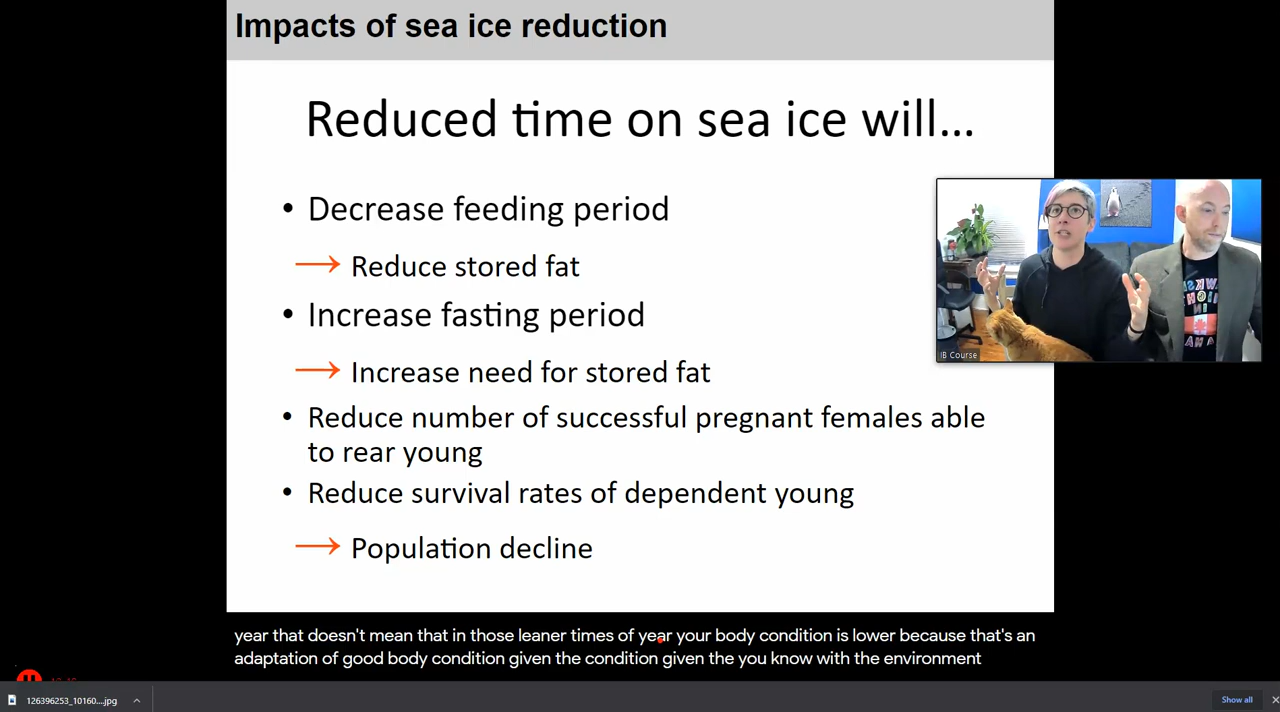 Impacts of sea ice reduction
Reduced time on sea ice will...
• Decrease feeding period
→ Reduce stored fat
• Increase fasting period
→ Increase need for stored fat
• Reduce number of successful pregnant females able
to rear young
• Reduce survival rates of dependent young
→ Population decline
IB Course
year that doesn't mean that in those leaner times of year your body condition is lower because that's an
adaptation of good body condition given the condition given the you know with the environment
126396253_10160....jpg
Show all